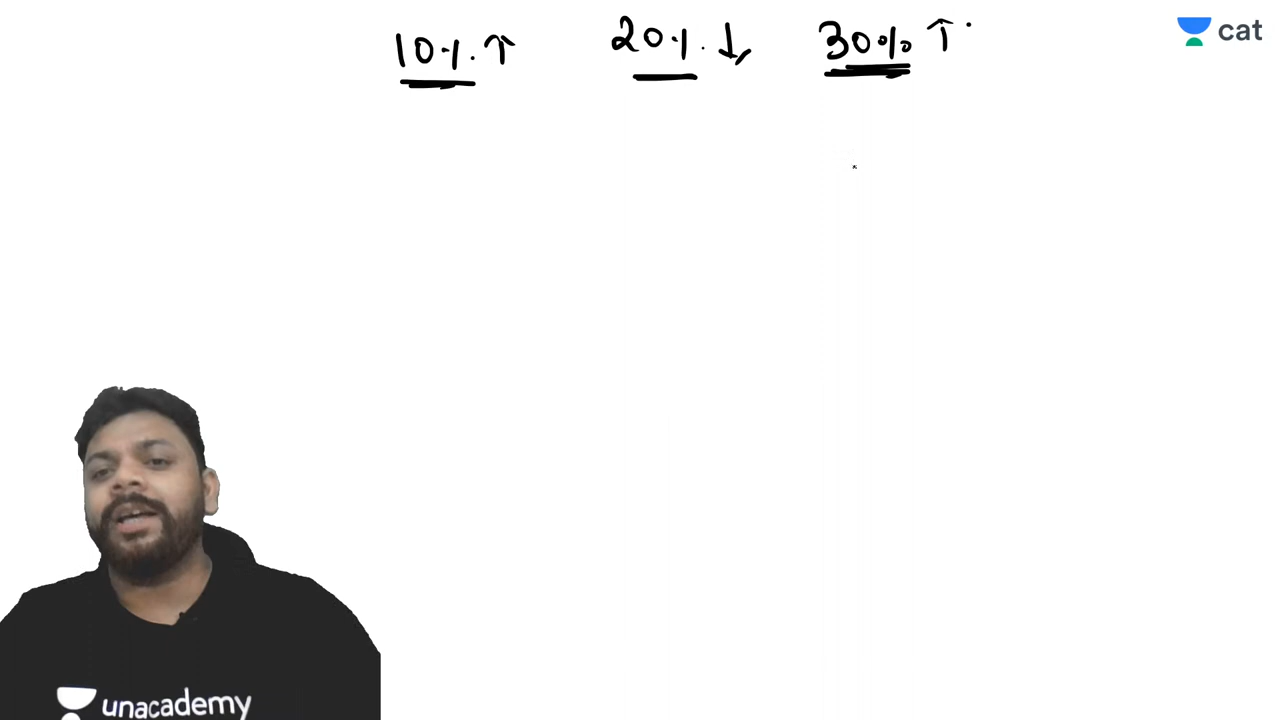 10%. ↑ 20%. ↓ 30% ↑
cat
unacademy